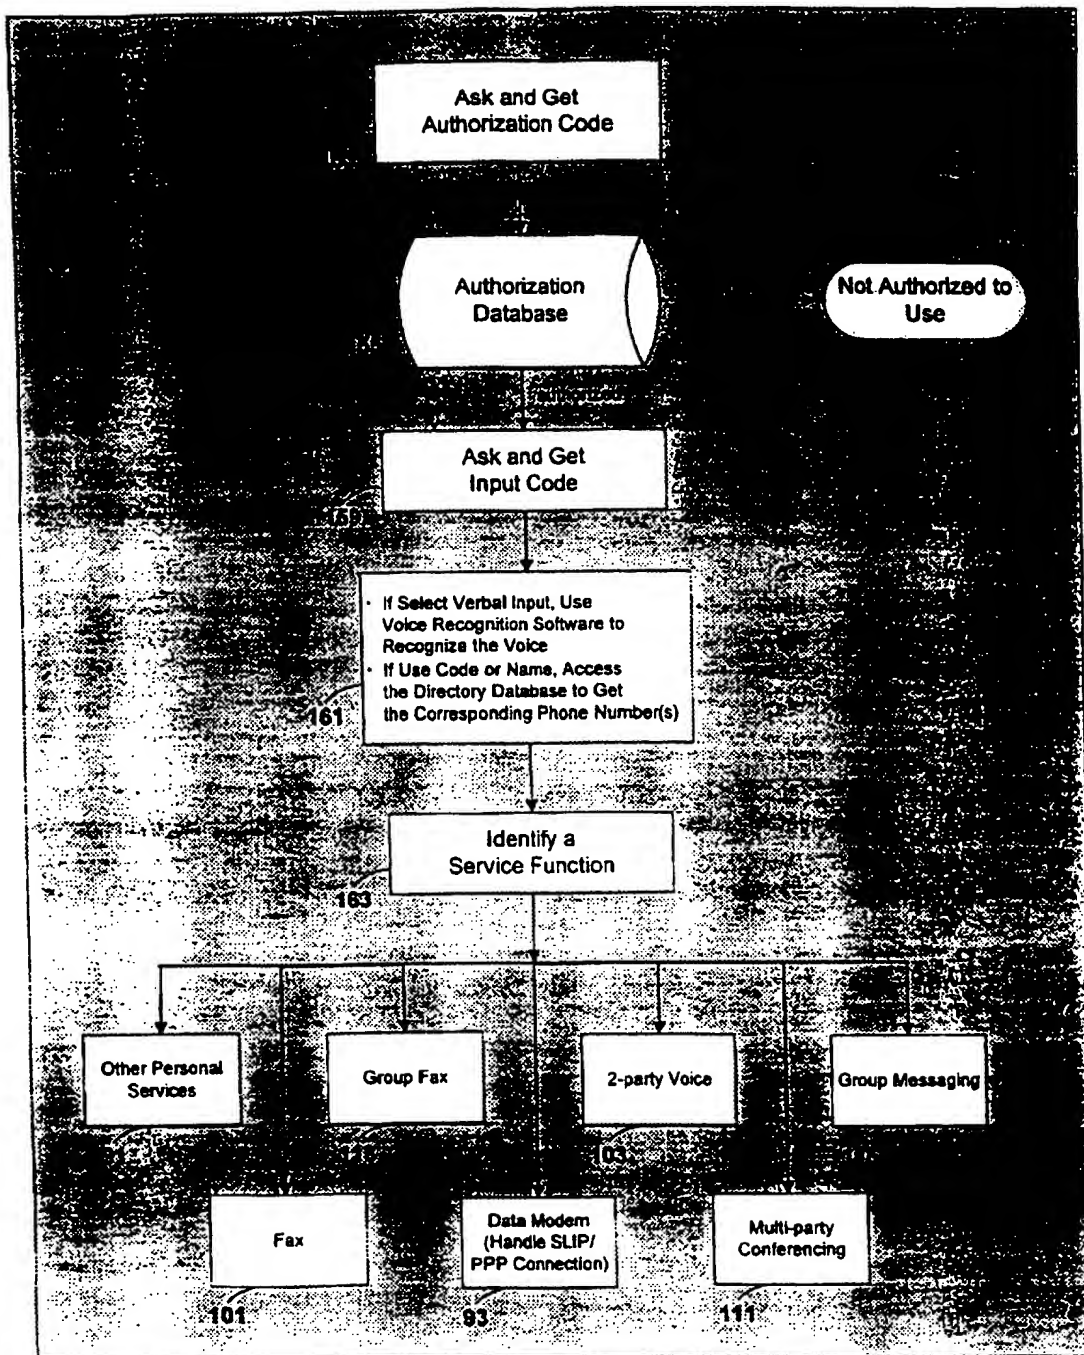 Ask and Get
Authorization Code
Authorization
Database
Not Authorized to
Use
Ask and Get
Input Code
· If Select Verbal Input, Use
Voice Recognition Software to
Recognize the Voice
· If Use Code or Name, Access
the Directory Database to Get
the Corresponding Phone Number(s)
161
Identify a
Service Function
163
Other Personal
Services
Group Fax
2-party Voice
Group Messaging
Fax
Data Modem
(Handle SLIP/
PPP Connection)
Multi-party
Conferencing
101
93
111